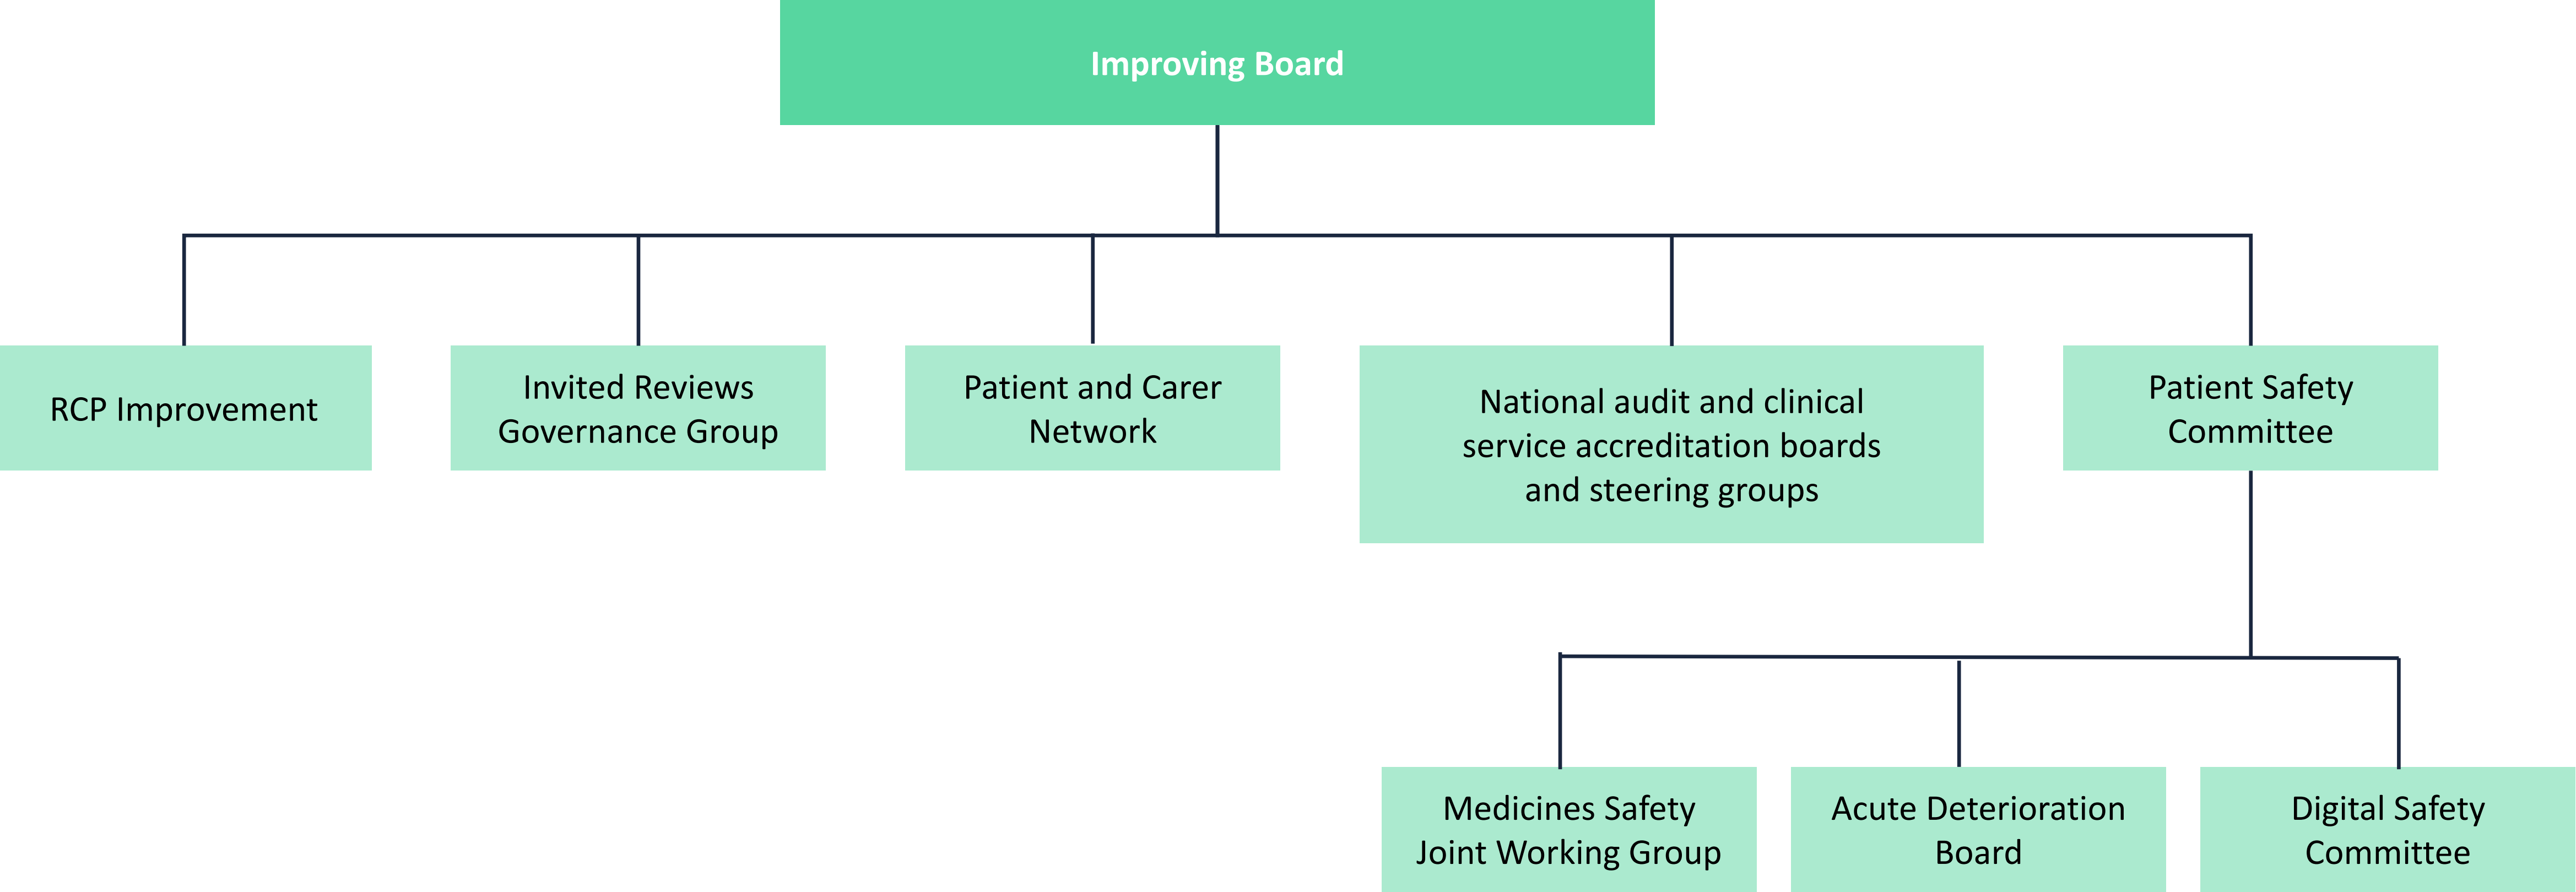 Improving Board
RCP Improvement
Invited Reviews
Governance Group
Patient and Carer
Network
National audit and clinical
service accreditation boards
and steering groups
Patient Safety
Committee
Medicines Safety
Joint Working Group
Acute Deterioration
Board
Digital Safety
Committee